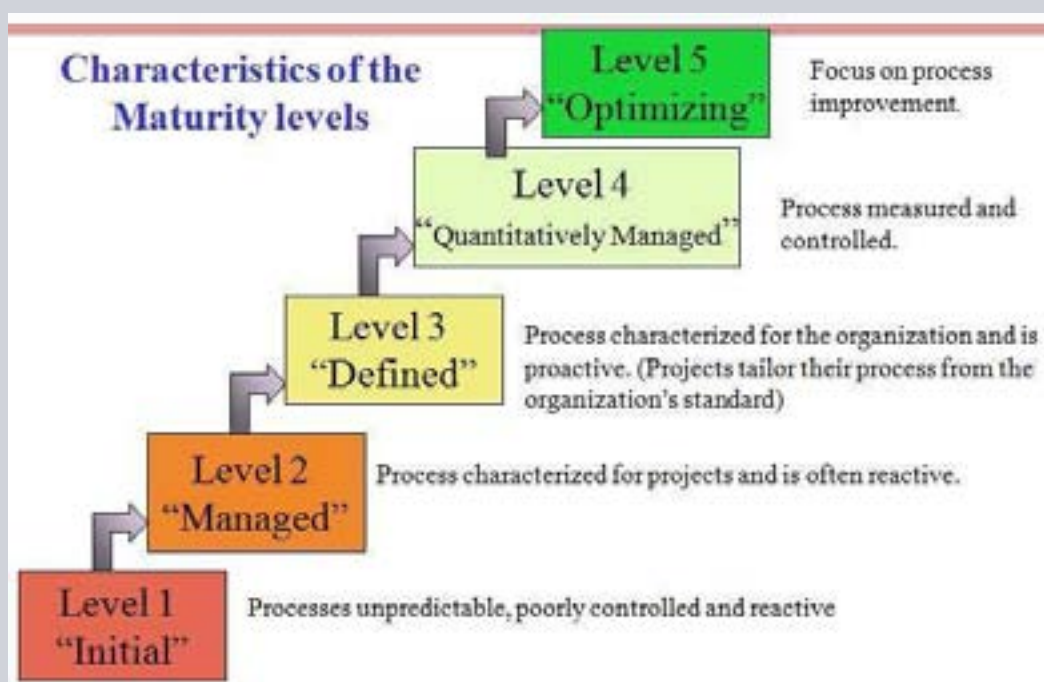 Characteristics of the
Maturity levels
Level 5
“Optimizing”
Focus on process
improvement.
Level 4
“Quantitatively Managed”
Process measured and
controlled.
Level 3
“Defined”
Process characterized for the organization and is
proactive. (Projects tailor their process from the
organization’s standard)
Level 2
“Managed”
Process characterized for projects and is often reactive.
Level 1
“Initial”
Processes unpredictable, poorly controlled and reactive